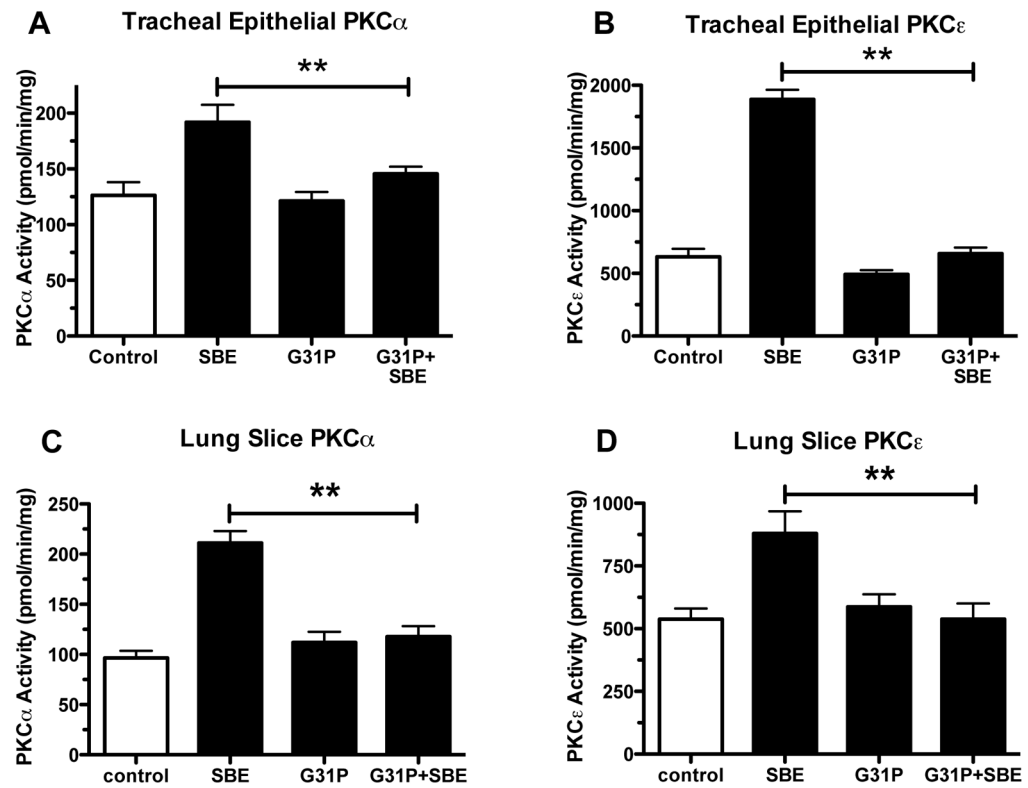 A
Tracheal Epithelial PKCα
**
PKCα Activity (pmol/min/mg)
200
150
100
50
0
Control
SBE
G31P
G31P+
SBE
B
Tracheal Epithelial PKCε
**
PKCε Activity (pmol/min/mg)
2000
1500
1000
500
0
Control
SBE
G31P
G31P+
SBE
C
Lung Slice PKCα
**
PKCα Activity (pmol/min/mg)
250
200
150
100
50
0
control
SBE
G31P
G31P+SBE
D
Lung Slice PKCε
**
PKCε Activity (pmol/min/mg)
1000
750
500
250
0
control
SBE
G31P
G31P+SBE